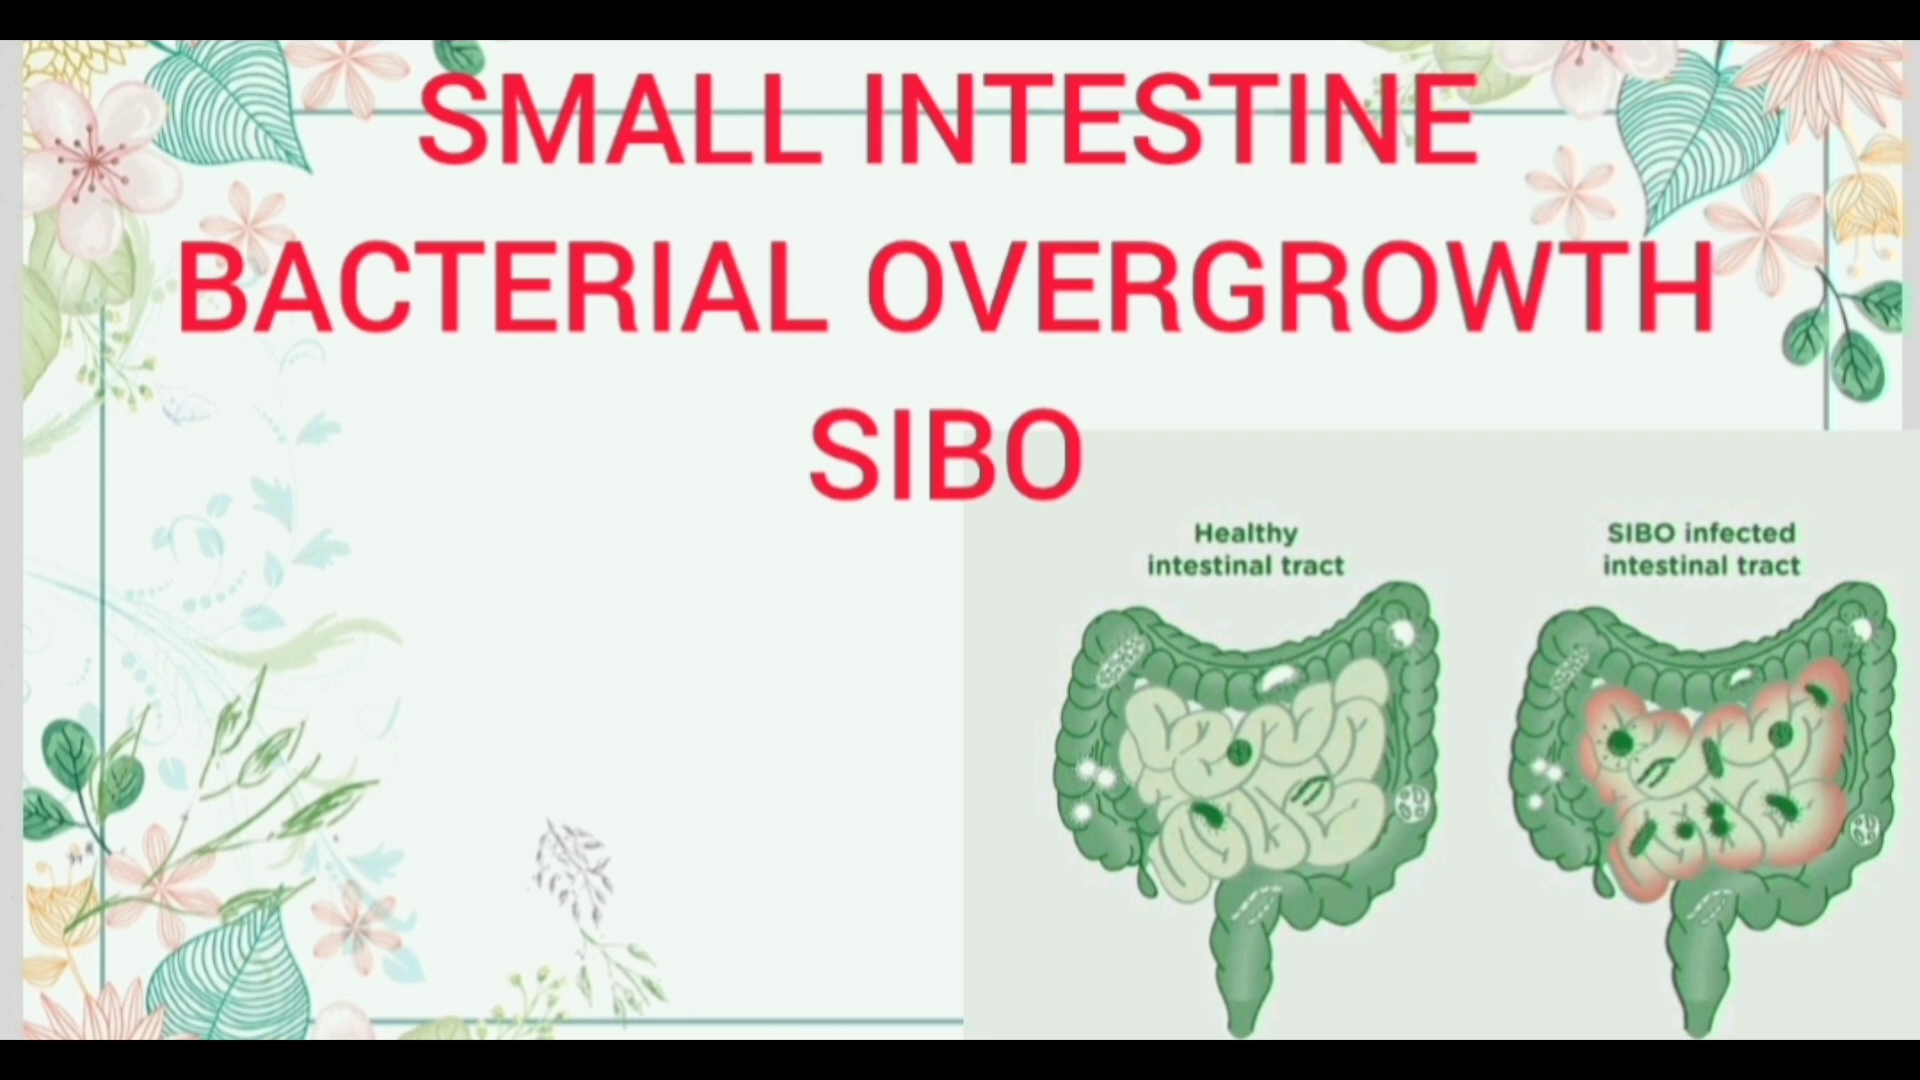 SMALL INTESTINE
BACTERIAL OVERGROWTH
SIBO
Healthy
intestinal tract
SIBO infected
intestinal tract